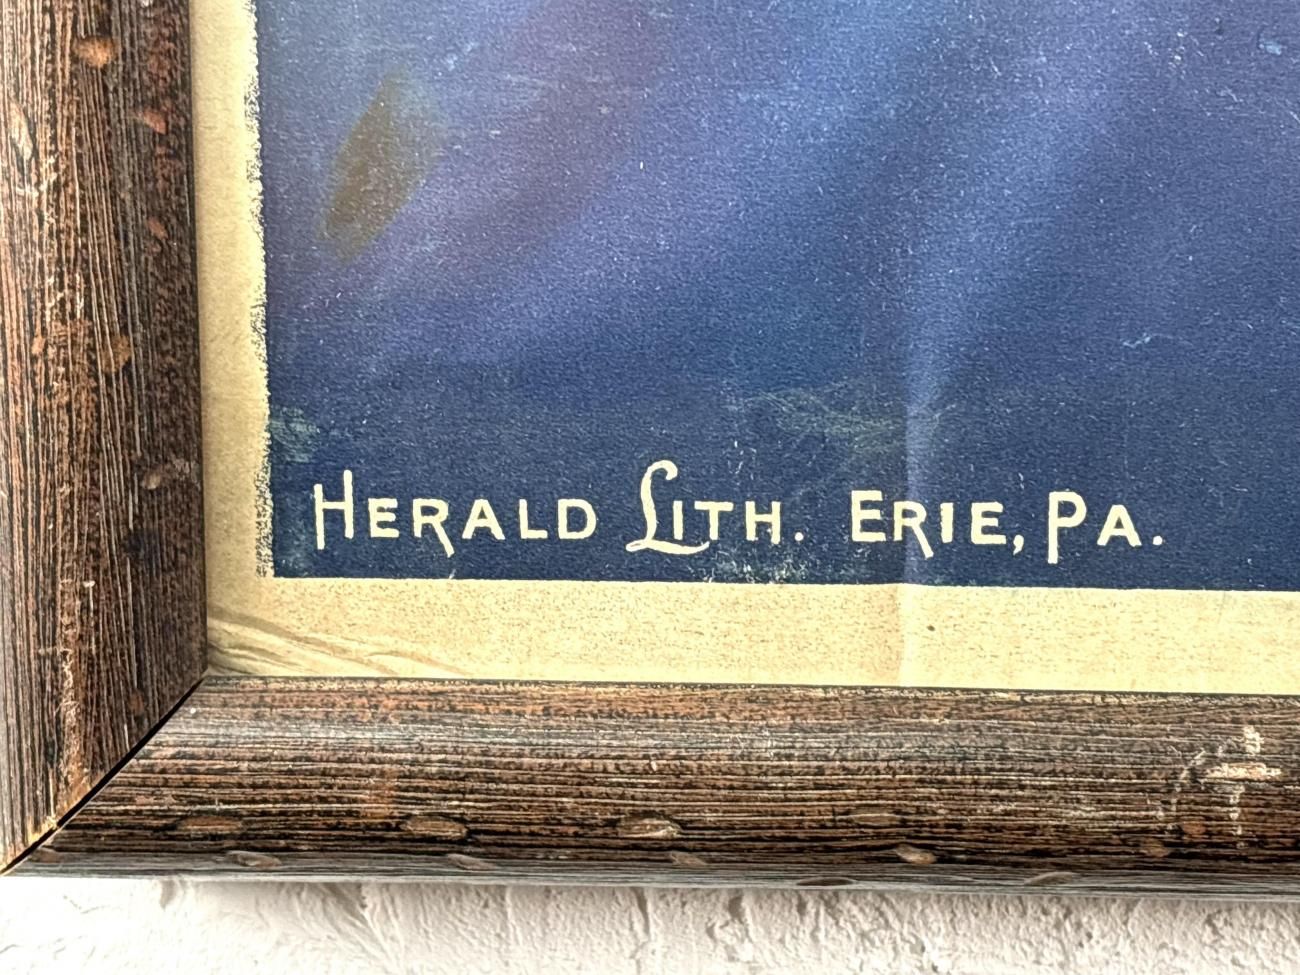 HERALD LITH. ERIE, PA.